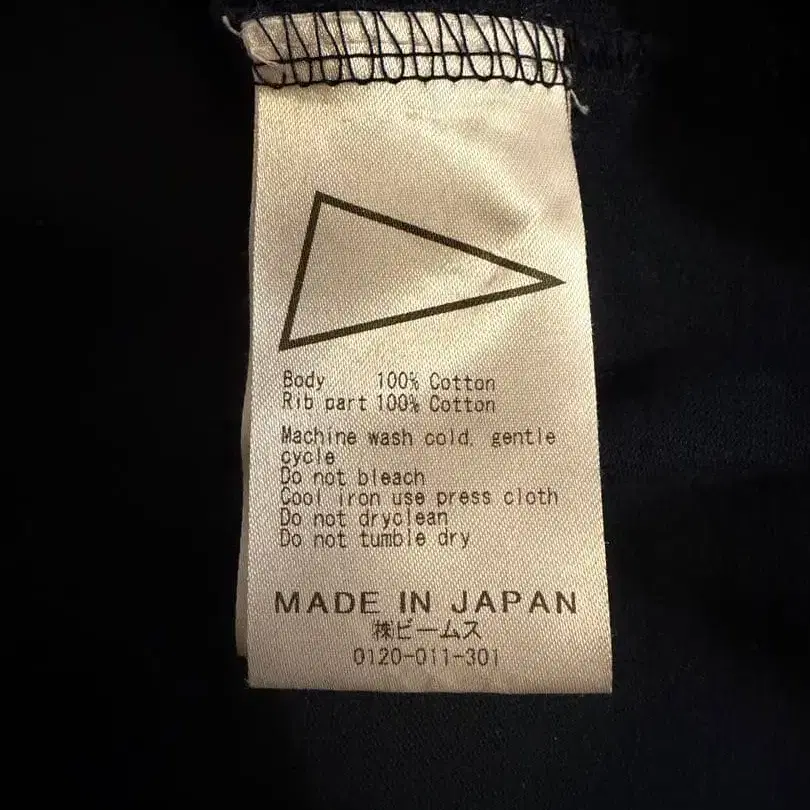 Body 100% Cotton
Rib part 100% Cotton
Machine wash cold, gentle
cycle
Do not bleach
Cool iron use press cloth
Do not dryclean
Do not tumble dry
MADE IN JAPAN
㈱ビームス
0120-011-301